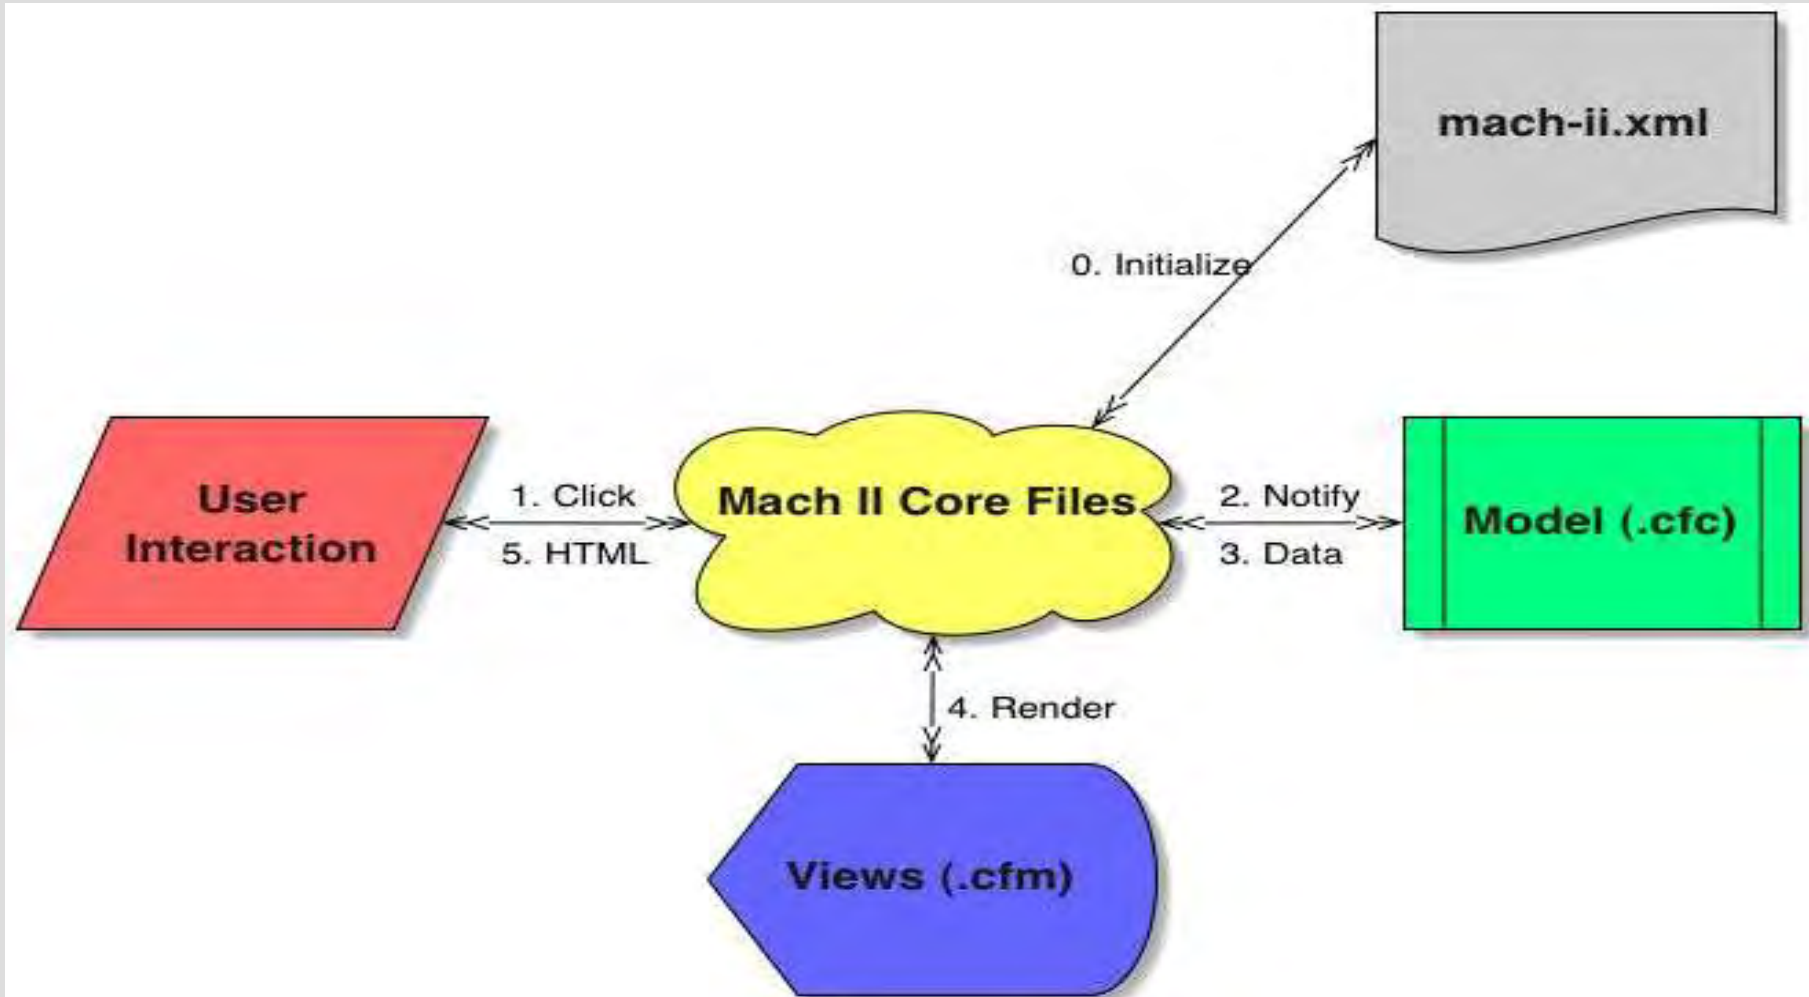 mach-ii.xml
0. Initialize
User
Interaction
1. Click
5. HTML
Mach II Core Files
2. Notify
3. Data
Model (.cfc)
4. Render
Views (.cfm)